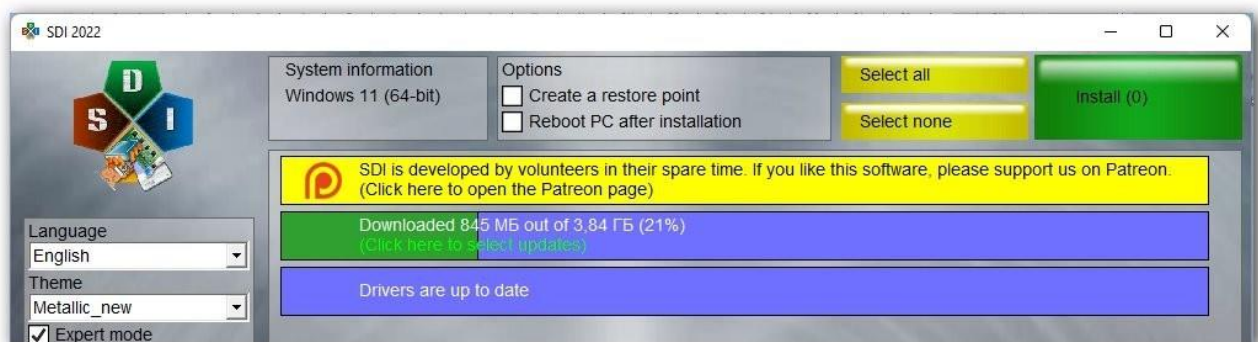 SDI 2022
S D I
System information
Windows 11 (64-bit)
Options
Create a restore point
Reboot PC after installation
Select all
Select none
Install (0)
SDI is developed by volunteers in their spare time. If you like this software, please support us on Patreon.
(Click here to open the Patreon page)
Downloaded 845 МБ out of 3,84 ГБ (21%)
(Click here to select updates)
Drivers are up to date
Language
English
Theme
Metallic_new
Expert mode